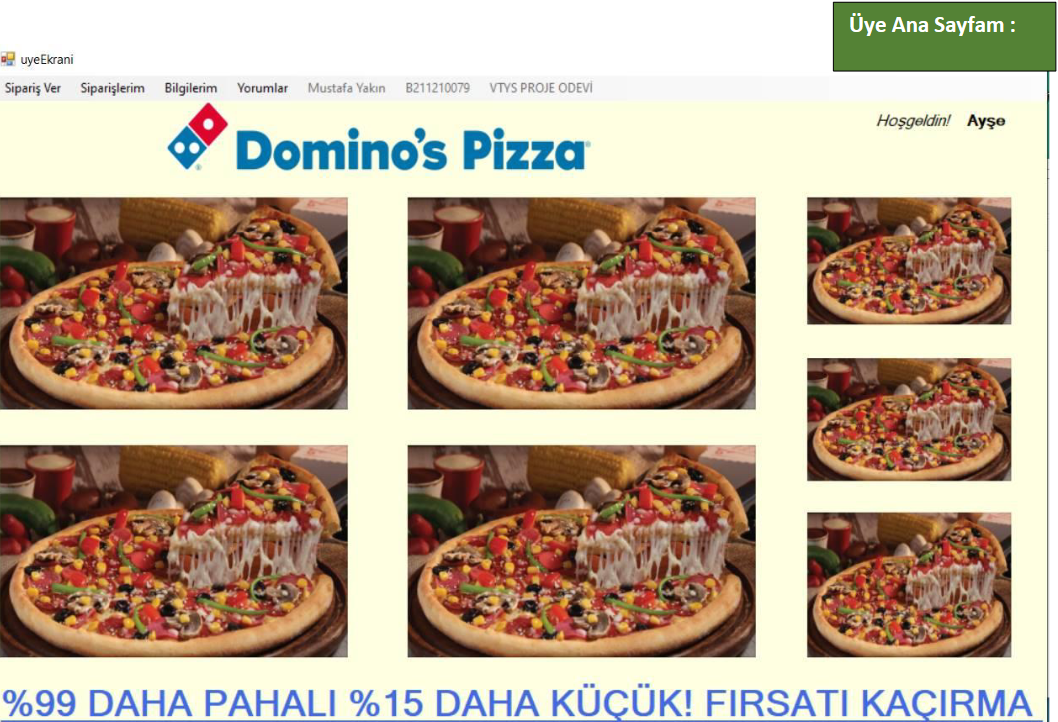 Üye Ana Sayfam :
uyeEkrani
Sipariş Ver Siparişlerim Bilgilerim Yorumlar Mustafa Yakın B211210079 VTYS PROJE ODEVİ
Hoşgeldin! Ayşe
Domino's Pizza
%99 DAHA PAHALI %15 DAHA KÜÇÜK! FIRSATI KAÇIRMA